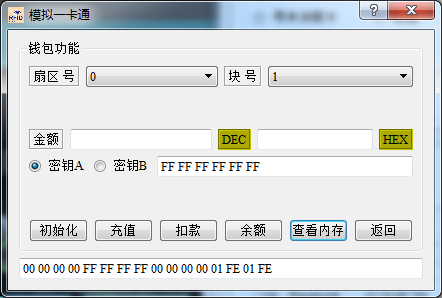 RFID 模拟一卡通
钱包功能
扇区号 0 块号 1
金额 DEC HEX
密钥A 密钥B FF FF FF FF FF FF
初始化 充值 扣款 余额 查看内存 返回
00 00 00 00 FF FF FF FF 00 00 00 00 01 FE 01 FE